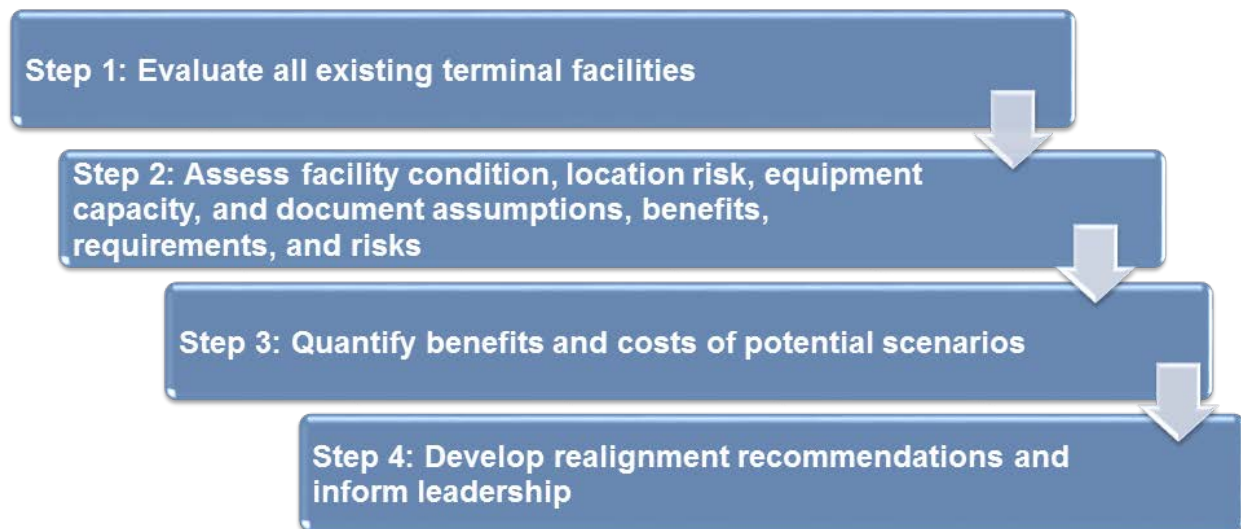 Step 1: Evaluate all existing terminal facilities
Step 2: Assess facility condition, location risk, equipment
capacity, and document assumptions, benefits,
requirements, and risks
Step 3: Quantify benefits and costs of potential scenarios
Step 4: Develop realignment recommendations and
inform leadership